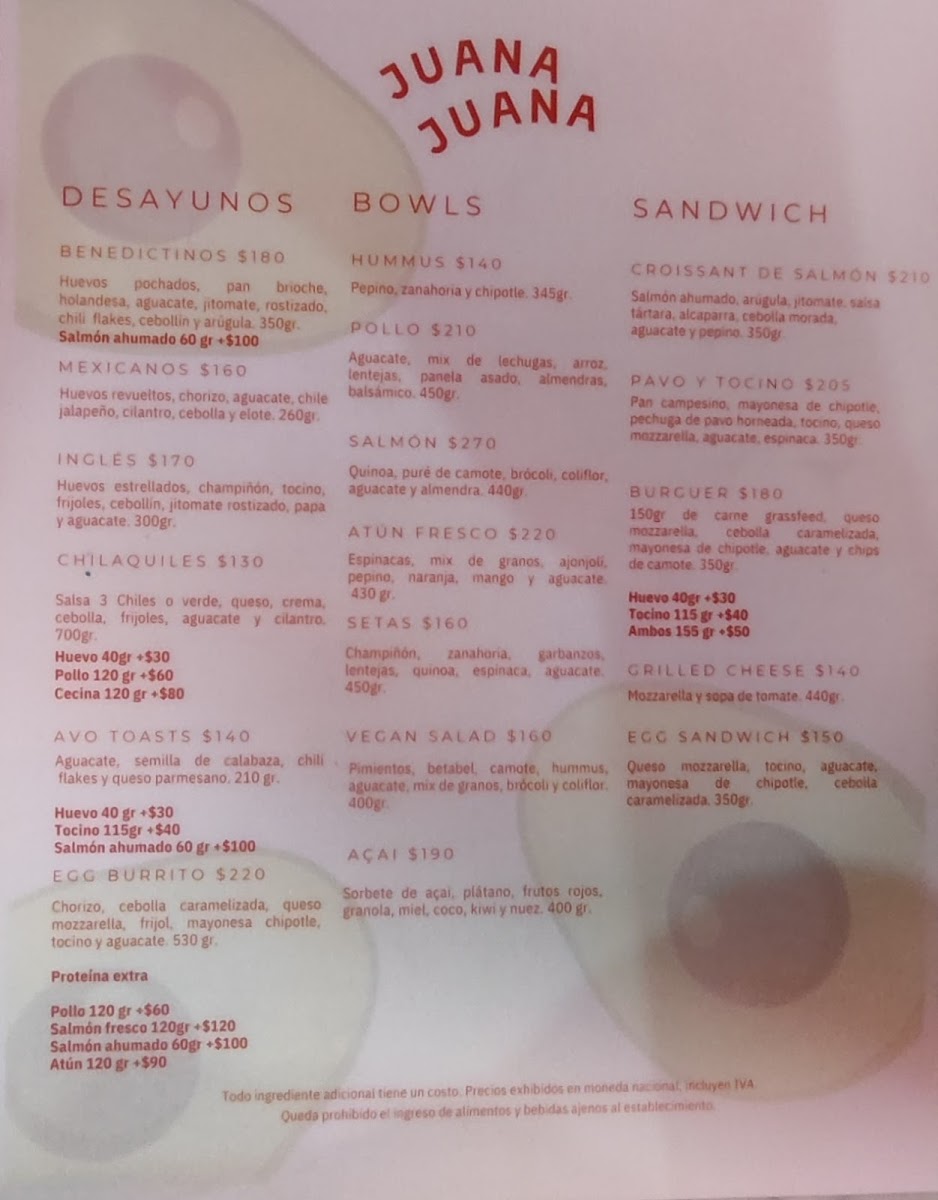 JUANA
JUANA
DESAYUNOS
BENEDICTINOS $180
Huevos pochados, pan brioche,
holandesa, aguacate, jitomate, rostizado,
chili flakes, cebollin y arúgula. 350gr.
Salmón ahumado 60 gr +$100
MEXICANOS $160
Huevos revueltos, chorizo, aguacate, chile
jalapeño, cilantro, cebolla y elote. 260gr.
INGLÉS $170
Huevos estrellados, champiñón, tocino,
frijoles, cebollin, jitomate rostizado, papa
y aguacate. 300gr.
CHILAQUILES $130
Salsa 3 Chiles o verde, queso, crema,
cebolla, frijoles, aguacate y cilantro.
700gr.
Huevo 40gr +$30
Pollo 120 gr +$60
Cecina 120 gr +$80
AVO TOASTS $140
Aguacate, semilla de calabaza, chili
flakes y queso parmesano. 210 gr.
Huevo 40 gr +$30
Tocino 115gr +$40
Salmón ahumado 60 gr +$100
EGG BURRITO $220
Chorizo, cebolla caramelizada, queso
mozzarella, frijol, mayonesa chipotle,
tocino y aguacate. 530 gr.
Proteína extra
Pollo 120 gr +$60
Salmón fresco 120gr +$120
Salmón ahumado 60gr +$100
Atún 120 gr +$90
BOWLS
HUMMUS $140
Pepino, zanahoria y chipotle. 345gr.
POLLO $210
Aguacate, mix de lechugas, arroz,
lentejas, panela asado, almendras,
balsámico. 450gr.
SALMÓN $270
Quinoa, puré de camote, brócoli, coliflor,
aguacate y almendra. 440gr.
ATÚN FRESCO $220
Espinacas, mix de granos, ajonjolí,
pepino, naranja, mango y aguacate.
430 gr.
SETAS $160
Champiñón, zanahoria, garbanzos,
lentejas, quinoa, espinaca, aguacate.
450gr.
VEGAN SALAD $160
Pimientos, betabel, camote, hummus,
aguacate, mix de granos, brócoli y coliflor.
400gr.
AÇAI $190
Sorbete de açai, plátano, frutos rojos,
granola, miel, coco, kiwi y nuez. 400 gr.
SANDWICH
CROISSANT DE SALMÓN $210
Salmón ahumado, arúgula, jitomate, salsa
tártara, alcaparra, cebolla morada,
aguacate y pepino. 350gr.
PAVO Y TOCINO $205
Pan campesino, mayonesa de chipotle,
pechuga de pavo horneada, tocino, queso
mozzarella, aguacate, espinaca. 350gr.
BURGUER $180
150gr de carne grassfeed, queso
mozzarella, cebolla caramelizada,
mayonesa de chipotle, aguacate y chips
de camote. 350gr.
Huevo 40gr +$30
Tocino 115 gr +$40
Ambos 155 gr +$50
GRILLED CHEESE $140
Mozzarella y sopa de tomate. 440gr.
EGG SANDWICH $150
Queso mozzarella, tocino, aguacate,
mayonesa de chipotle, cebolla
caramelizada. 350gr.
Todo ingrediente adicional tiene un costo. Precios exhibidos en moneda nacional, incluyen IVA.
Queda prohibido el ingreso de alimentos y bebidas ajenos al establecimiento.